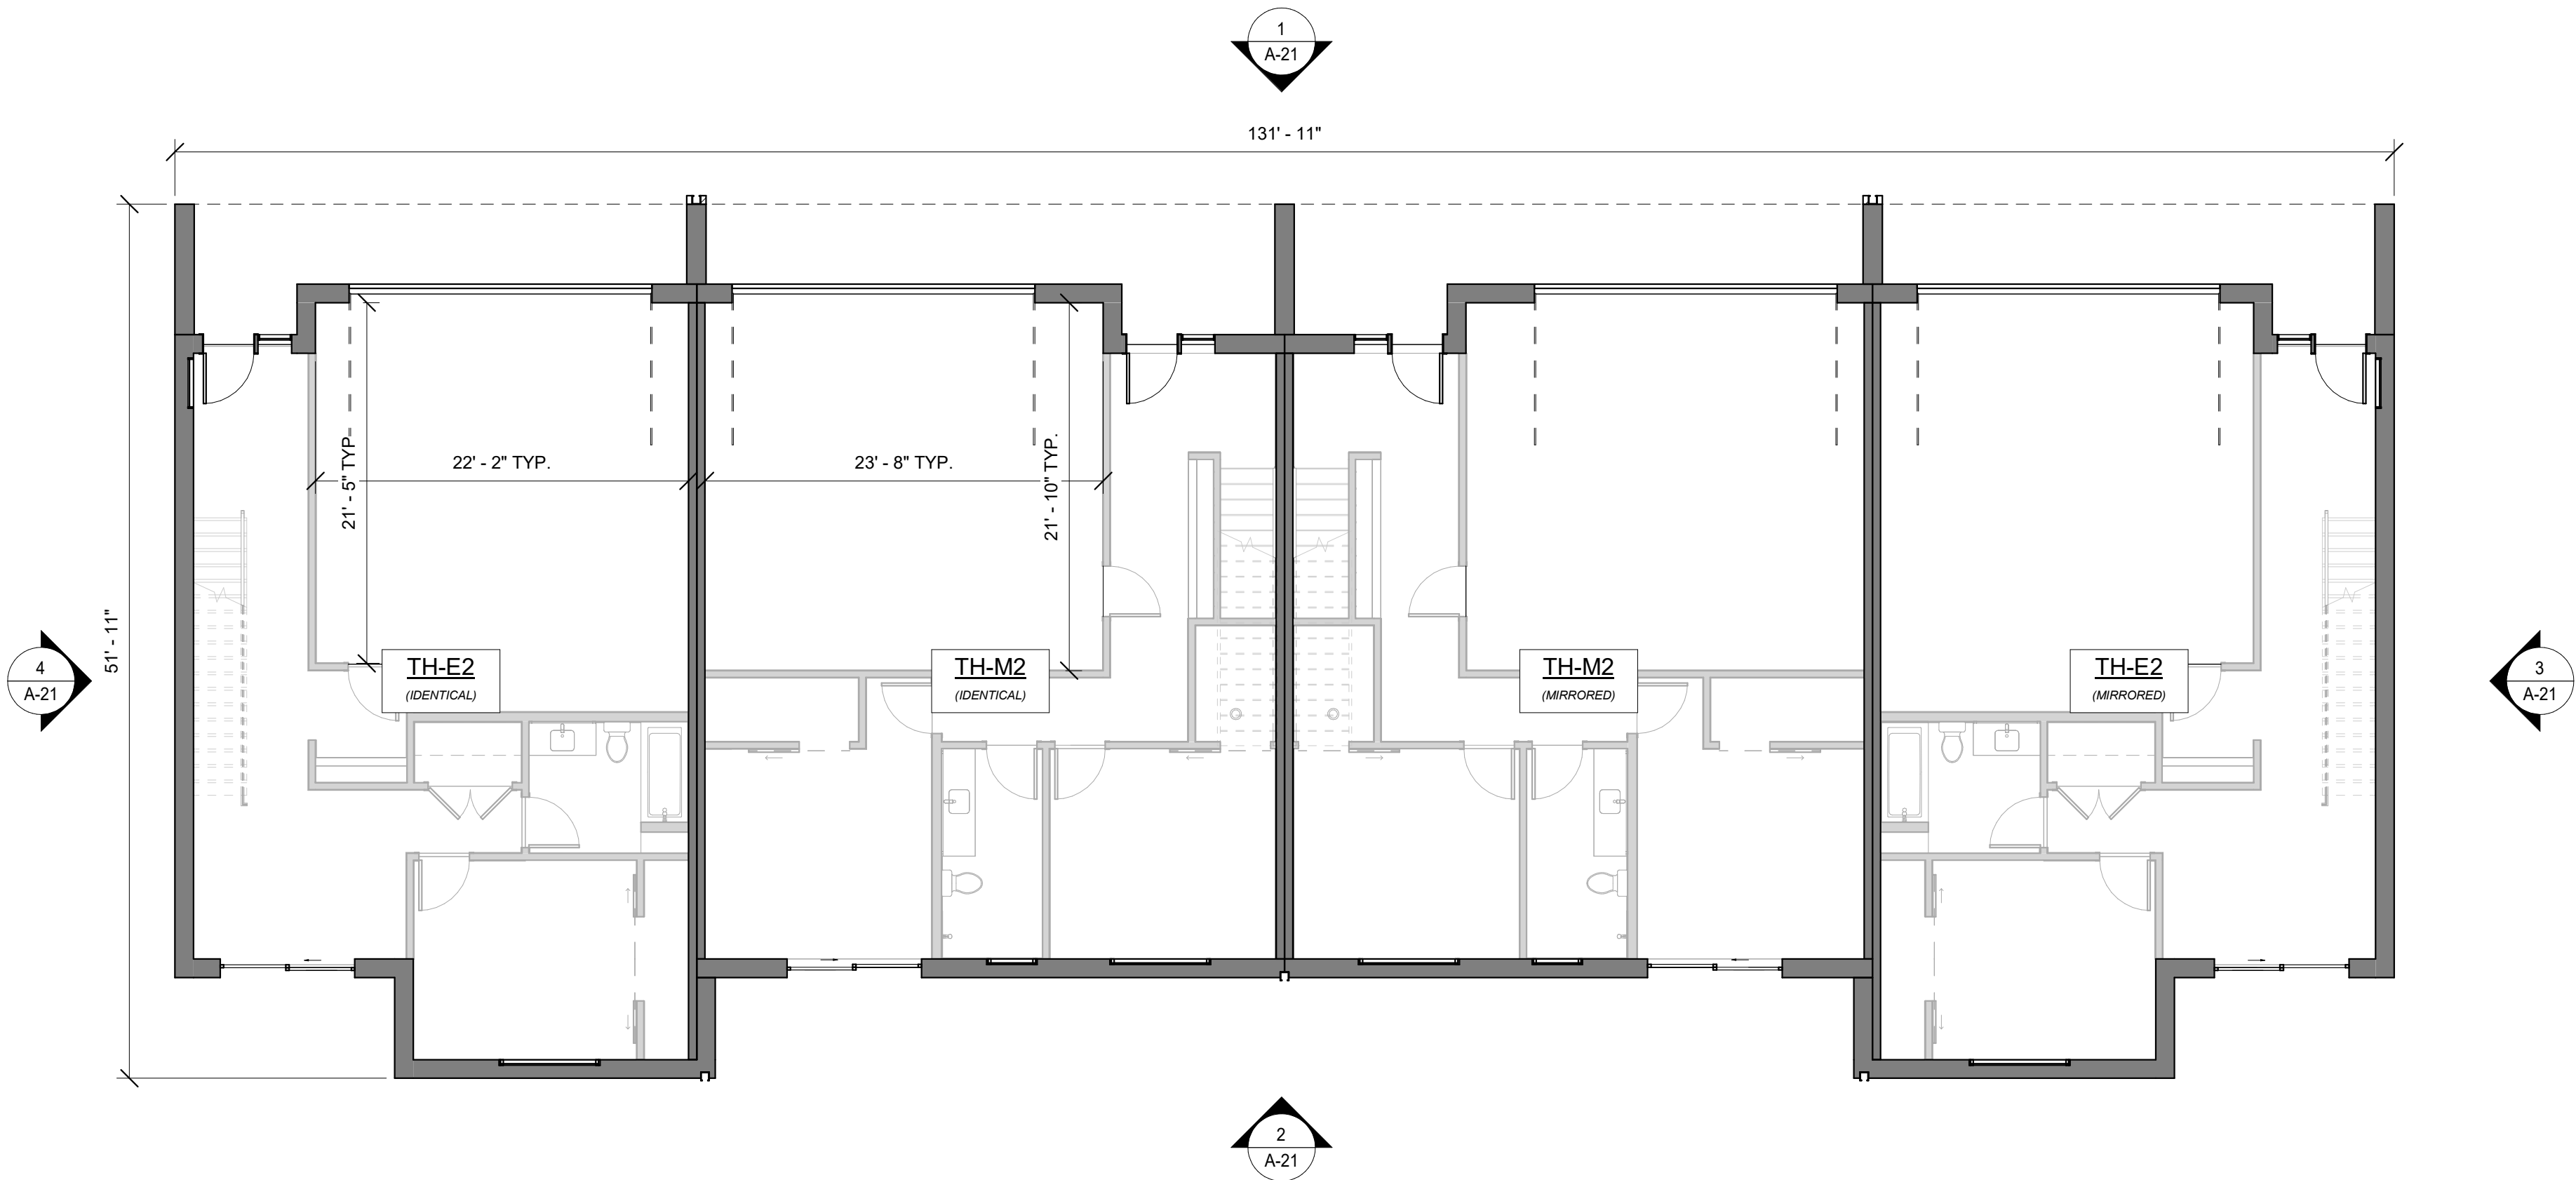 1
A-21
131' - 11"
22' - 2" TYP.
23' - 8" TYP.
21' - 5" TYP
21' - 10" TYP.
51' - 11"
4
A-21
TH-E2
(IDENTICAL)
TH-M2
(IDENTICAL)
TH-M2
(MIRRORED)
TH-E2
(MIRRORED)
3
A-21
2
A-21